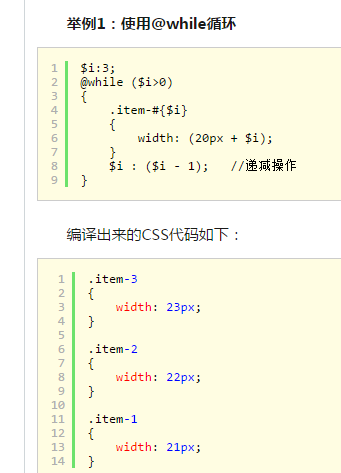 举例1：使用@while循环
1 $i:3;
2 @while ($i>0)
3 {
4     .item-#{$i}
5     {
6         width: (20px + $i);
7     }
8     $i : ($i - 1);   //递减操作
9 }
编译出来的CSS代码如下：
1 .item-3
2 {
3     width: 23px;
4 }
5
6 .item-2
7 {
8     width: 22px;
9 }
10
11 .item-1
12 {
13     width: 21px;
14 }